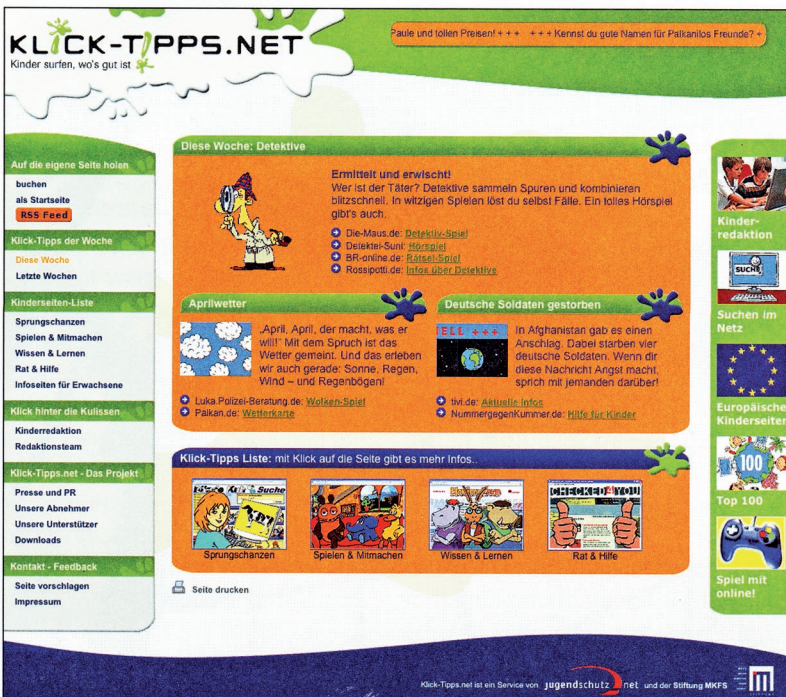 KLiCK-TiPPS.NET
Kinder surfen, wo's gut ist
Paule und tollen Preisen! + + + + + + Kennst du gute Namen für Palkanilos Freunde? +
Auf die eigene Seite holen
buchen
als Startseite
RSS Feed
Klick-Tipps der Woche
Diese Woche
Letzte Wochen
Kinderseiten-Liste
Sprungschanzen
Spielen & Mitmachen
Wissen & Lernen
Rat & Hilfe
Infoseiten für Erwachsene
Klick hinter die Kulissen
Kinderredaktion
Redaktionsteam
Klick-Tipps.net - Das Projekt
Presse und PR
Unsere Abnehmer
Unsere Unterstützer
Downloads
Kontakt - Feedback
Seite vorschlagen
Impressum
Diese Woche: Detektive
Ermittelt und erwischt!
Wer ist der Täter? Detektive sammeln Spuren und kombinieren
blitzschnell. In witzigen Spielen löst du selbst Fälle. Ein tolles Hörspiel
gibt's auch.
Die-Maus.de: Detektiv-Spiel
Detektei-Suni: Hörspiel
BR-online.de: Rätsel-Spiel
Rossipotti.de: Infos über Detektive
Aprilwetter
„April, April, der macht, was er
will!" Mit dem Spruch ist das
Wetter gemeint. Und das erleben
wir auch gerade: Sonne, Regen,
Wind – und Regenbögen!
Luka.Polizei-Beratung.de: Wolken-Spiel
Palkan.de: Wetterkarte
Deutsche Soldaten gestorben
ELL +++
In Afghanistan gab es einen
Anschlag. Dabei starben vier
deutsche Soldaten. Wenn dir
diese Nachricht Angst macht,
sprich mit jemanden darüber!
tivi.de: Aktuelle Infos
NummergegenKummer.de: Hilfe für Kinder
Klick-Tipps Liste: mit Klick auf die Seite gibt es mehr Infos..
Suche
CHECKED4YOU
Sprungschanzen
Spielen & Mitmachen
Wissen & Lernen
Rat & Hilfe
Seite drucken
Kinder-
redaktion
SUCHE
Suchen im
Netz
Europäische
Kinderseiten
100
Top 100
Spiel mit
online!
Klick-Tipps.net ist ein Service von jugendschutz net und der Stiftung MKFS